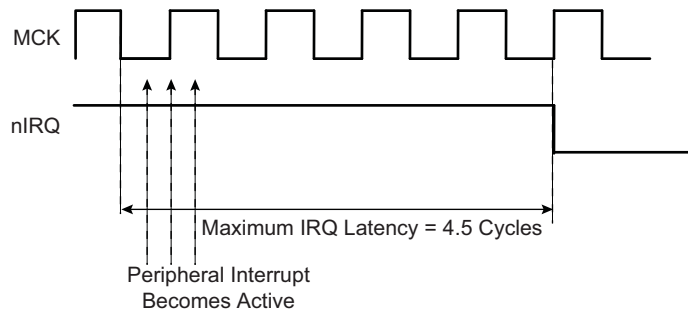 MCK
nIRQ
Maximum IRQ Latency = 4.5 Cycles
Peripheral Interrupt
Becomes Active